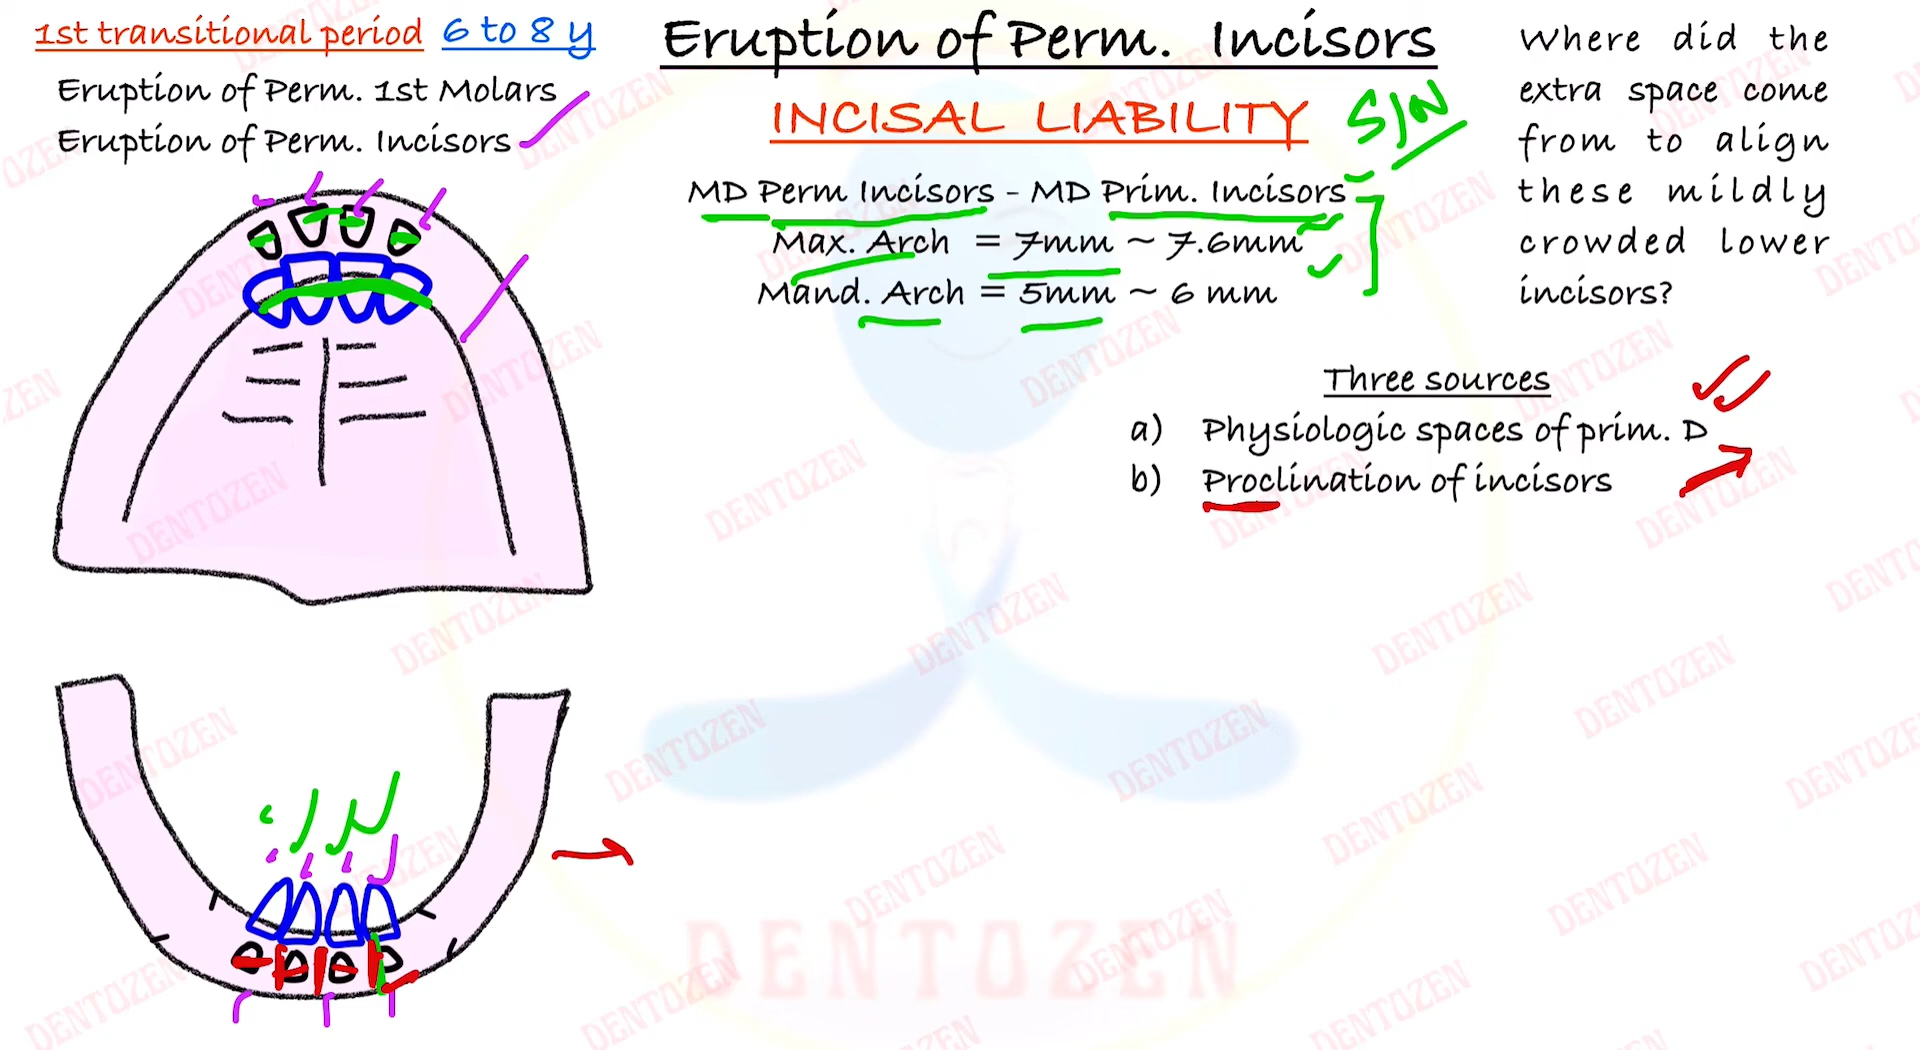 1st transitional period 6 to 8 y
Eruption of Perm. 1st Molars
Eruption of Perm. Incisors
Eruption of Perm. Incisors
INCISAL LIABILITY S/N
MD Perm Incisors - MD Prim. Incisors
Max. Arch = 7mm ~ 7.6mm
Mand. Arch = 5mm ~ 6 mm
Where did the
extra space come
from to align
these mildly
crowded lower
incisors?
Three sources
a) Physiologic spaces of prim. D
b) Proclination of incisors
DENTOZEN